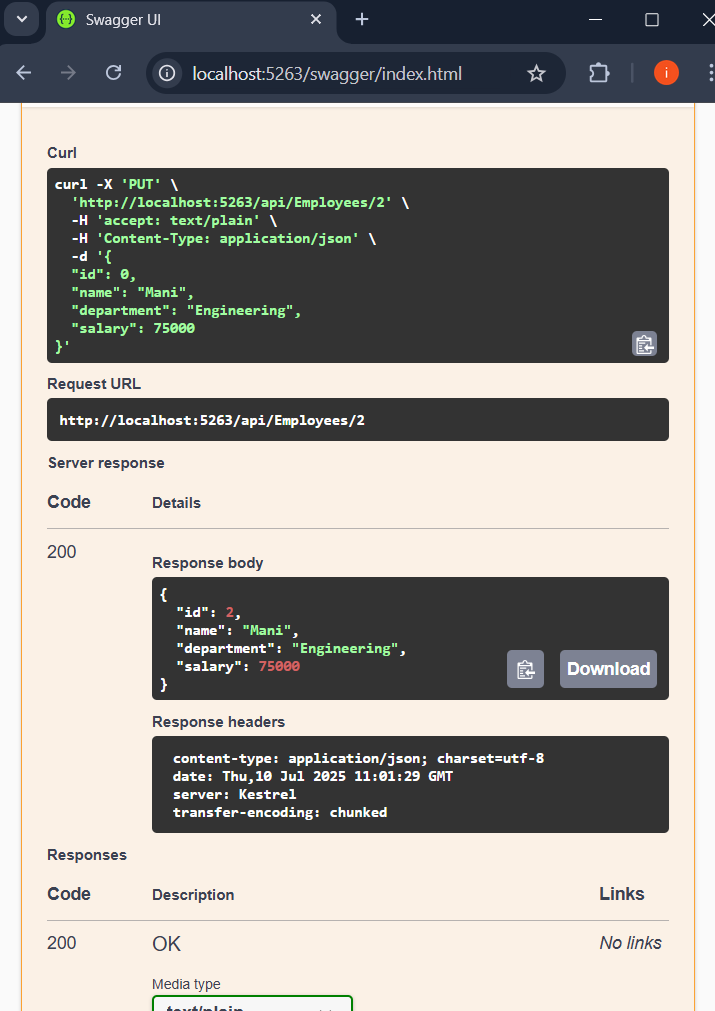 Swagger UI
localhost:5263/swagger/index.html
i
Curl
curl -X 'PUT' \
  'http://localhost:5263/api/Employees/2' \
  -H 'accept: text/plain' \
  -H 'Content-Type: application/json' \
  -d '{
  "id": 0,
  "name": "Mani",
  "department": "Engineering",
  "salary": 75000
}'
Request URL
http://localhost:5263/api/Employees/2
Server response
Code Details
200
Response body
{
  "id": 2,
  "name": "Mani",
  "department": "Engineering",
  "salary": 75000
}
Download
Response headers
content-type: application/json; charset=utf-8
date: Thu,10 Jul 2025 11:01:29 GMT
server: Kestrel
transfer-encoding: chunked
Responses
Code Description Links
200 OK No links
Media type
text/plain